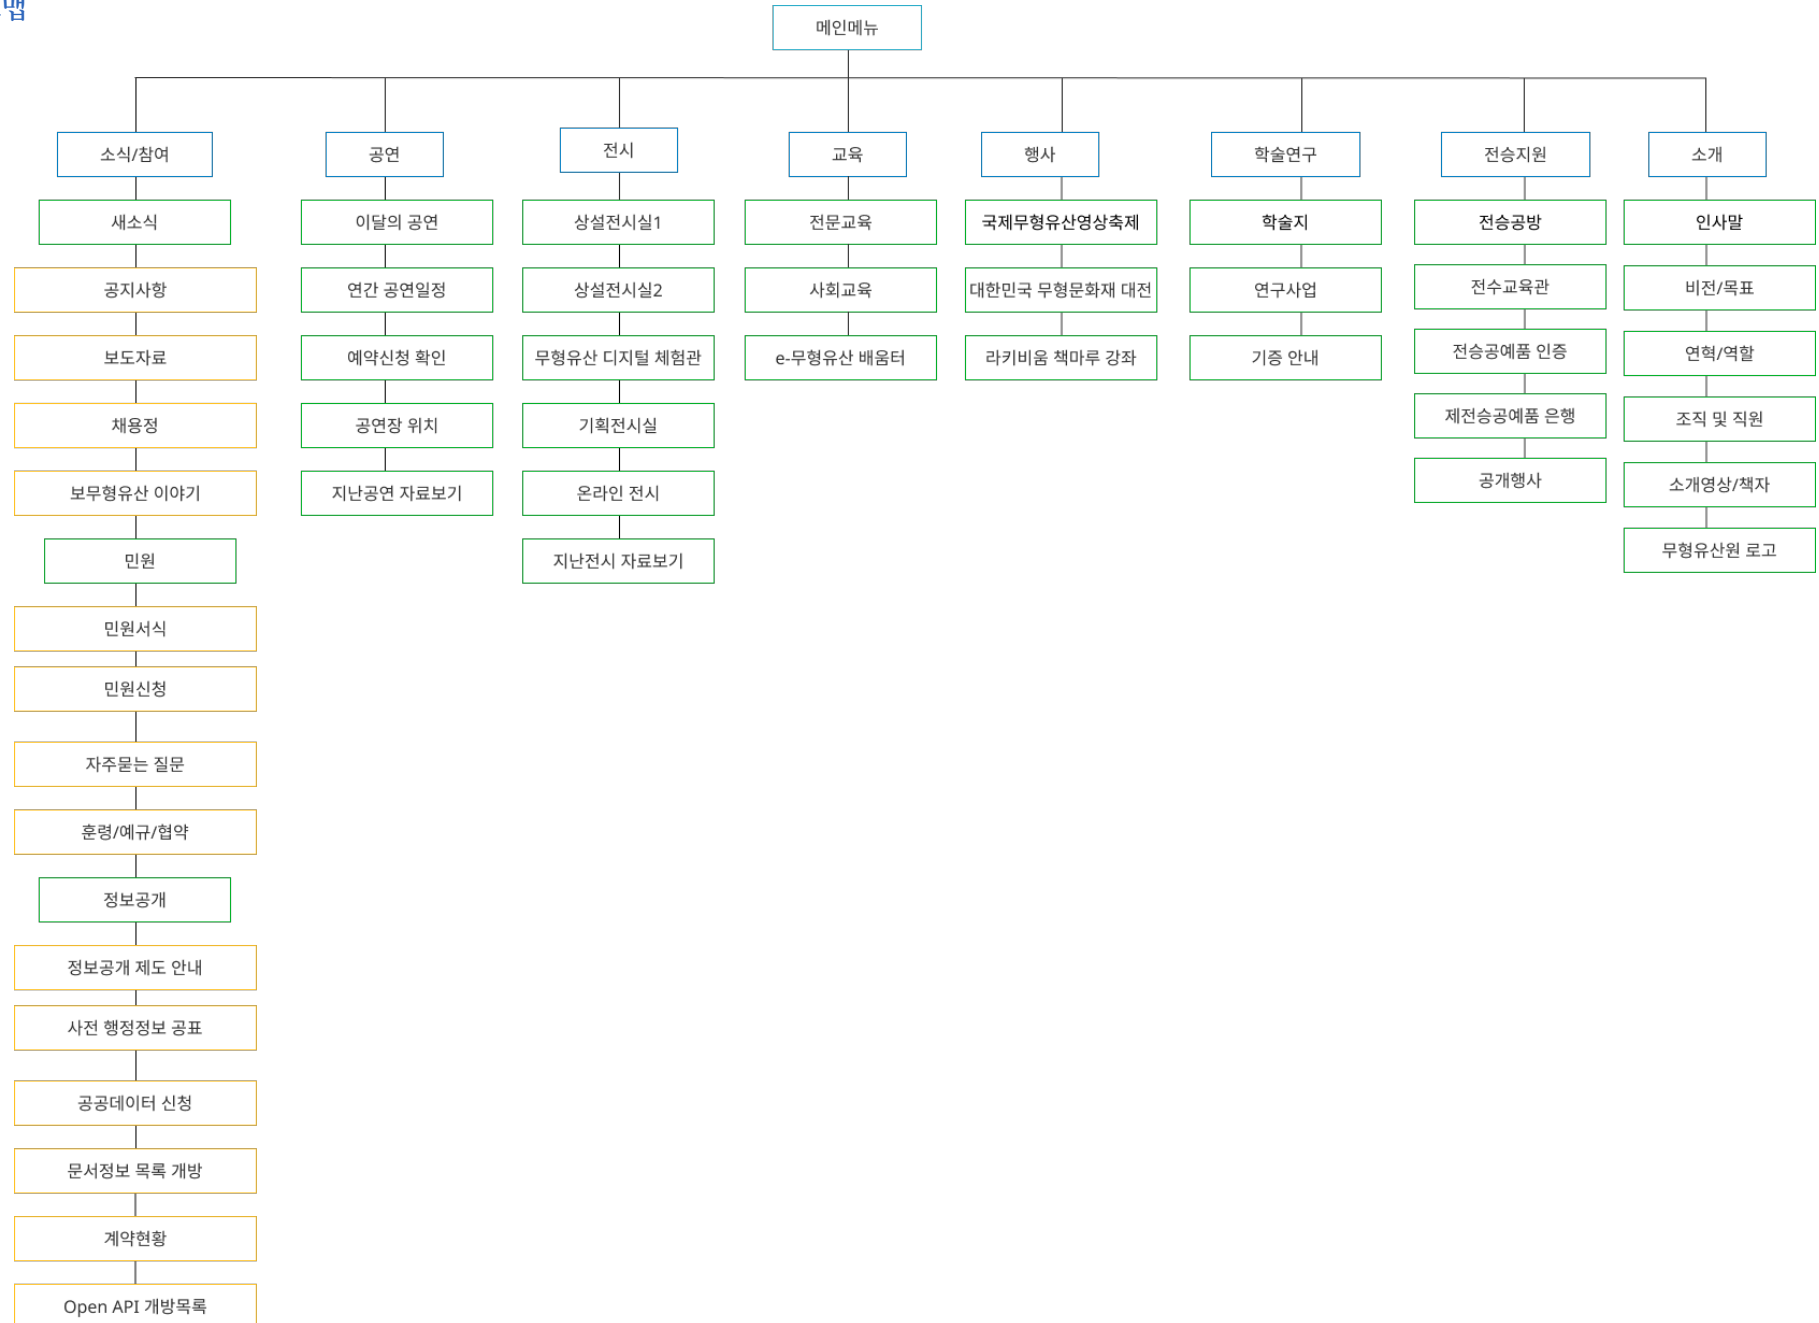 맵
메인메뉴
소식/참여
새소식
공지사항
보도자료
채용정
보무형유산 이야기
민원
민원서식
민원신청
자주묻는 질문
훈령/예규/협약
정보공개
정보공개 제도 안내
사전 행정정보 공표
공공데이터 신청
문서정보 목록 개방
계약현황
Open API 개방목록
공연
이달의 공연
연간 공연일정
예약신청 확인
공연장 위치
지난공연 자료보기
전시
상설전시실1
상설전시실2
무형유산 디지털 체험관
기획전시실
온라인 전시
지난전시 자료보기
교육
전문교육
사회교육
e-무형유산 배움터
행사
국제무형유산영상축제
대한민국 무형문화재 대전
라키비움 책마루 강좌
학술연구
학술지
연구사업
기증 안내
전승지원
전승공방
전수교육관
전승공예품 인증
제전승공예품 은행
공개행사
소개
인사말
비전/목표
연혁/역할
조직 및 직원
소개영상/책자
무형유산원 로고